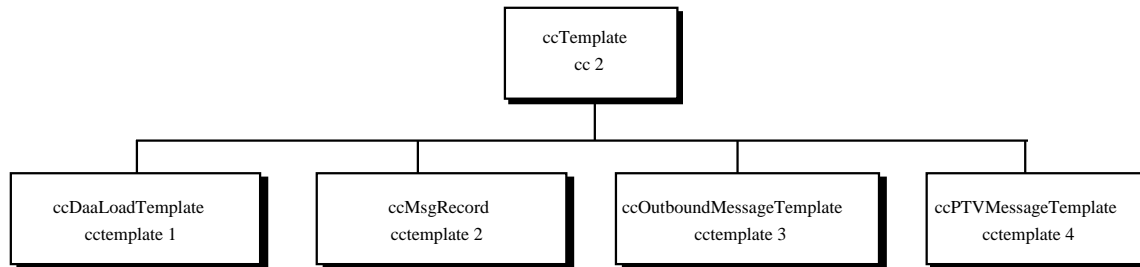 ccTemplate
cc 2
ccDaaLoadTemplate
cctemplate 1
ccMsgRecord
cctemplate 2
ccOutboundMessageTemplate
cctemplate 3
ccPTVMessageTemplate
cctemplate 4